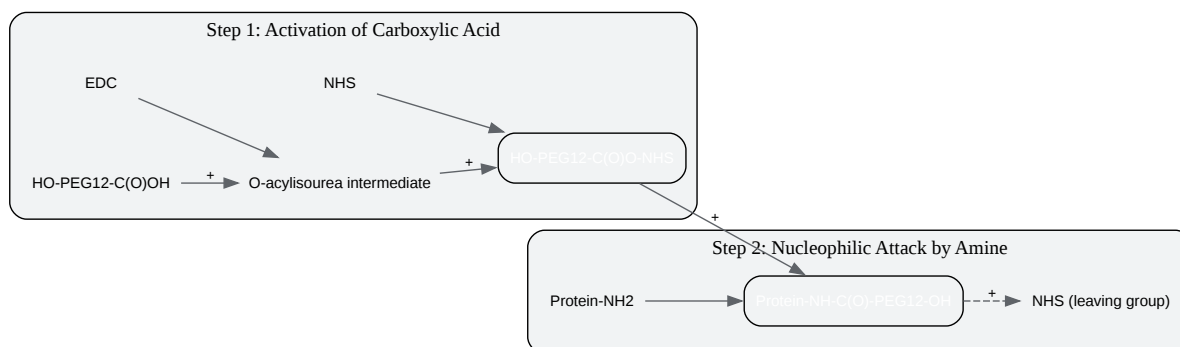 Step 1: Activation of Carboxylic Acid
EDC
NHS
HO-PEG12-C(O)OH
+
O-acylisourea intermediate
+
HO-PEG12-C(O)O-NHS
+
Step 2: Nucleophilic Attack by Amine
Protein-NH2
Protein-NH-C(O)-PEG12-OH
+
NHS (leaving group)